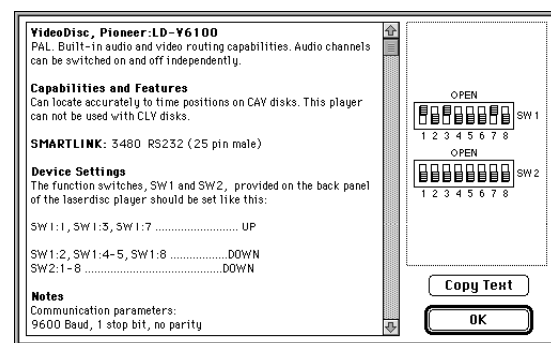 VideoDisc, Pioneer:LD-V6100
PAL. Built-in audio and video routing capabilities. Audio channels
can be switched on and off independently.
Capabilities and Features
Can locate accurately to time positions on CAV disks. This player
can not be used with CLV disks.
SMARTLINK: 3480 RS232 (25 pin male)
Device Settings
The function switches, SW1 and SW2, provided on the back panel
of the laserdisc player should be set like this:
SW1:1, SW1:3, SW1:7 ........................ UP
SW1:2, SW1:4-5, SW1:8 .................DOWN
SW2:1-8 ........................................DOWN
Notes
Communication parameters:
9600 Baud, 1 stop bit, no parity
OPEN
SW1
1 2 3 4 5 6 7 8
OPEN
SW2
1 2 3 4 5 6 7 8
Copy Text
OK